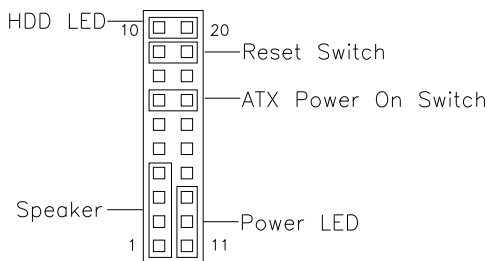 HDD LED
10
20
Reset Switch
ATX Power On Switch
Speaker
Power LED
1
11